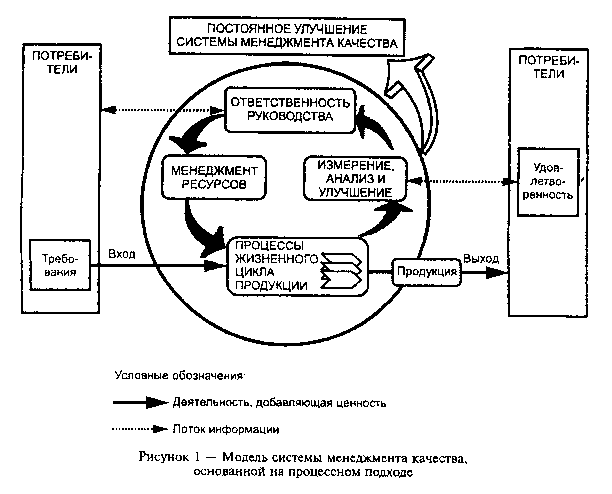 ПОСТОЯННОЕ УЛУЧШЕНИЕ
СИСТЕМЫ МЕНЕДЖМЕНТА КАЧЕСТВА
ПОТРЕБИ-
ТЕЛИ
ПОТРЕБИ-
ТЕЛИ
ОТВЕТСТВЕННОСТЬ
РУКОВОДСТВА
МЕНЕДЖМЕНТ
РЕСУРСОВ
ИЗМЕРЕНИЕ,
АНАЛИЗ И
УЛУЧШЕНИЕ
Удов-
летво-
ренность
Требо-
вания
Вход
ПРОЦЕССЫ
ЖИЗНЕННОГО
ЦИКЛА
ПРОДУКЦИИ
Продукция
Выход
Условные обозначения:
Деятельность, добавляющая ценность
Поток информации
Рисунок 1 — Модель системы менеджмента качества,
основанной на процессном подходе